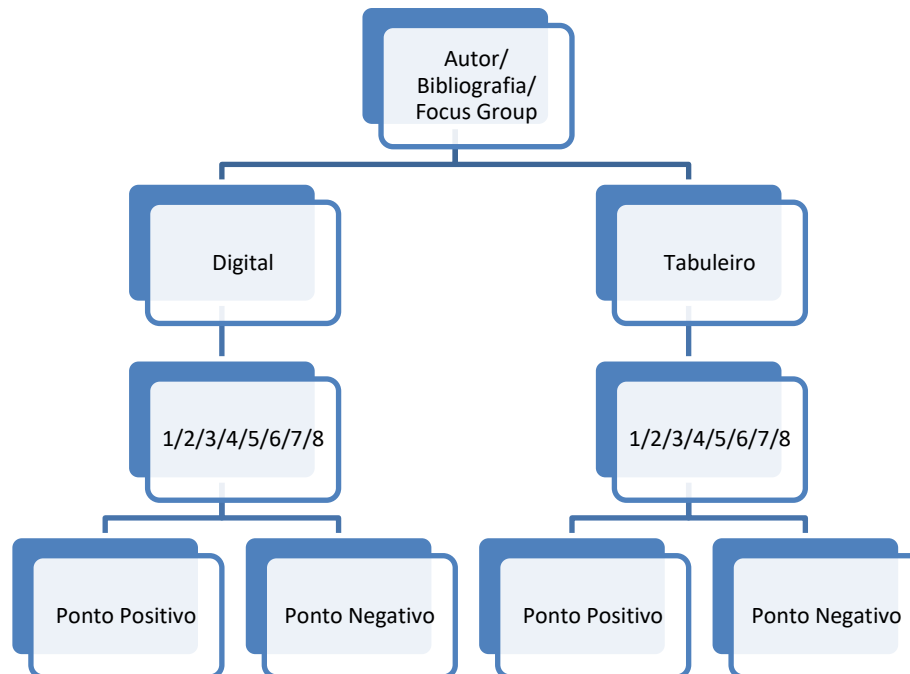 Autor/
Bibliografia/
Focus Group
Digital
Tabuleiro
1/2/3/4/5/6/7/8
1/2/3/4/5/6/7/8
Ponto Positivo
Ponto Negativo
Ponto Positivo
Ponto Negativo